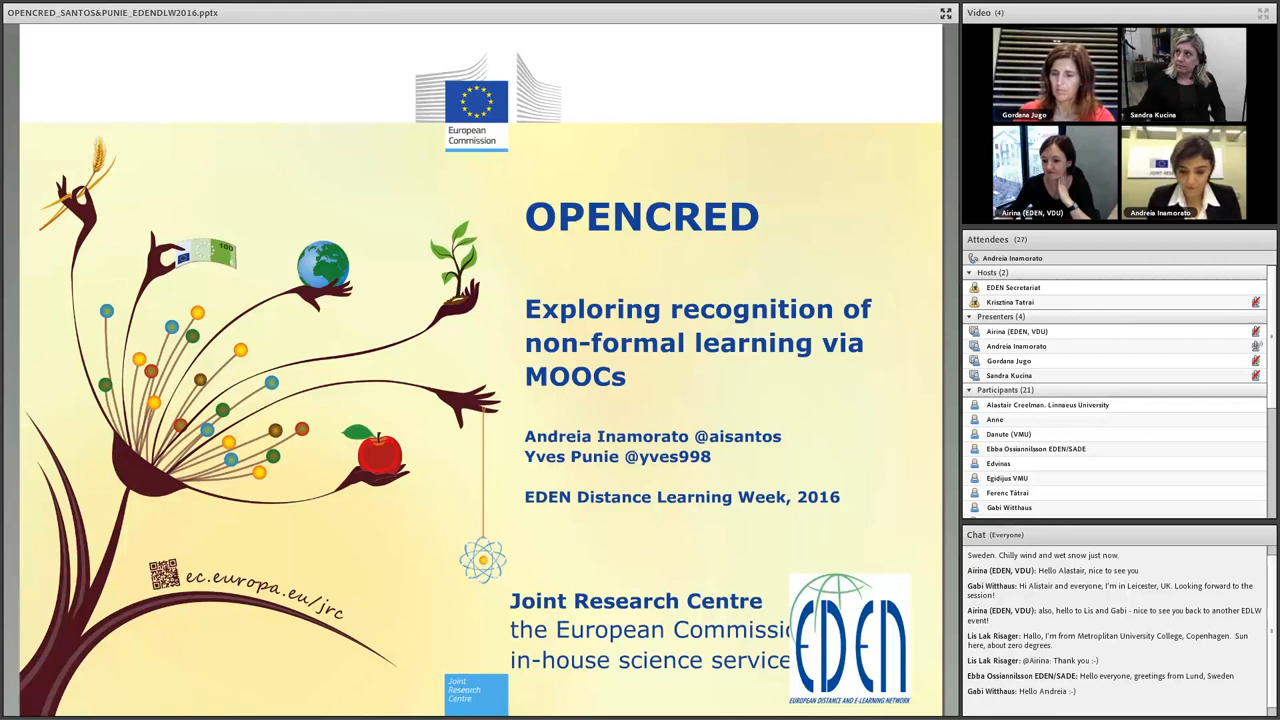 OPENCRED_SANTOS&PUNIE_EDENDLW2016.pptx
European
Commission
100
OPENCRED
Exploring recognition of
non-formal learning via
MOOCs
Andreia Inamorato @aisantos
Yves Punie @yves998
EDEN Distance Learning Week, 2016
ec.europa.eu/jrc
Joint Research Centre
the European Commissi
in-house science service
Joint
Research
Centre
EDEN
EUROPEAN DISTANCE AND E-LEARNING NETWORK
Video (4)
Gordana Jugo
Sandra Kucina
Airina (EDEN, VDU)
Andreia Inamorato
Attendees (27)
Andreia Inamorato
Hosts (2)
EDEN Secretariat
Krisztina Tatrai
Presenters (4)
Airina (EDEN, VDU)
Andreia Inamorato
Gordana Jugo
Sandra Kucina
Participants (21)
Alastair Creelman. Linnaeus University
Anne
Danute (VMU)
Ebba Ossiannilsson EDEN/SADE
Edvinas
Egidijus VMU
Ferenc Tátrai
Gabi Witthaus
Chat (Everyone)
Sweden. Chilly wind and wet snow just now.
Airina (EDEN, VDU): Hello Alastair, nice to see you
Gabi Witthaus: Hi Alistair and everyone, I'm in Leicester, UK. Looking forward to the
session!
Airina (EDEN, VDU): also, hello to Lis and Gabi - nice to see you back to another EDLW
event!
Lis Lak Risager: Hallo, I'm from Metroplitan University College, Copenhagen. Sun
here, about zero degrees.
Lis Lak Risager: @Airina: Thank you :-)
Ebba Ossiannilsson EDEN/SADE: Hello everyone, greetings from Lund, Sweden
Gabi Witthaus: Hello Andreia :-)